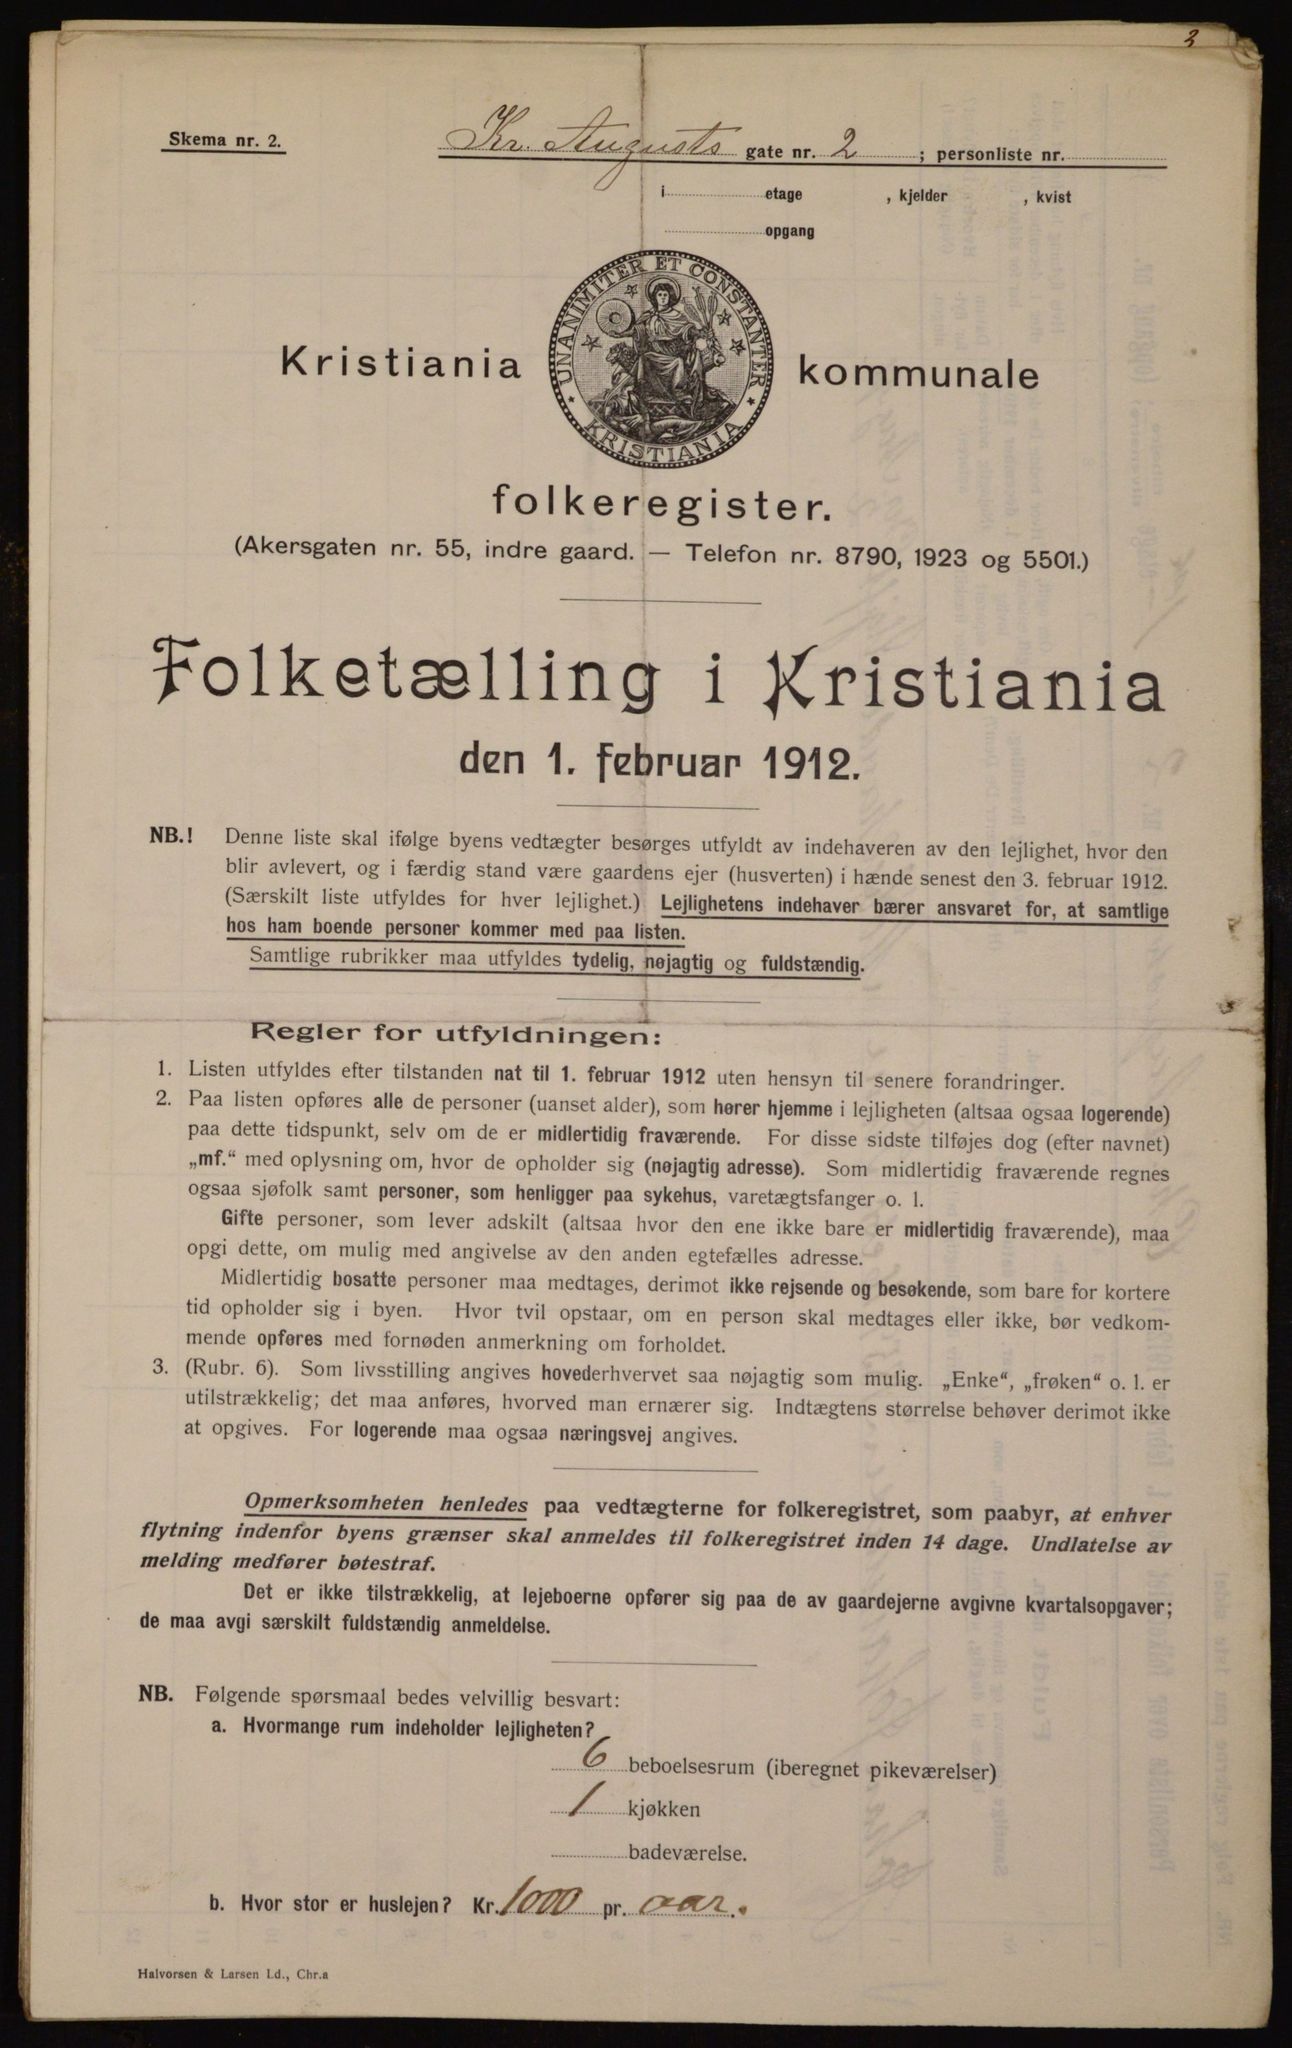 3
Skema nr. 2.
Kr. Augusts gate nr. 2 ; personliste nr.
i etage , kjelder , kvist
opgang
UNANIMITER ET CONSTANTER
KRISTIANIA
Kristiania kommunale
folkeregister.
(Akersgaten nr. 55, indre gaard. — Telefon nr. 8790, 1923 og 5501.)
Folketælling i Kristiania
den 1. februar 1912.
NB.! Denne liste skal ifølge byens vedtægter besørges utfyldt av indehaveren av den lejlighet, hvor den
blir avlevert, og i færdig stand være gaardens ejer (husverten) i hænde senest den 3. februar 1912.
(Særskilt liste utfyldes for hver lejlighet.) Lejlighetens indehaver bærer ansvaret for, at samtlige
hos ham boende personer kommer med paa listen.
Samtlige rubrikker maa utfyldes tydelig, nøjagtig og fuldstændig.
Regler for utfyldningen:
1. Listen utfyldes efter tilstanden nat til 1. februar 1912 uten hensyn til senere forandringer.
2. Paa listen opføres alle de personer (uanset alder), som hører hjemme i lejligheten (altsaa ogsaa logerende)
paa dette tidspunkt, selv om de er midlertidig fraværende. For disse sidste tilføjes dog (efter navnet)
„mf.“ med oplysning om, hvor de opholder sig (nøjagtig adresse). Som midlertidig fraværende regnes
ogsaa sjøfolk samt personer, som henligger paa sykehus, varetægtsfanger o. l.
Gifte personer, som lever adskilt (altsaa hvor den ene ikke bare er midlertidig fraværende), maa
opgi dette, om mulig med angivelse av den anden egtefælles adresse.
Midlertidig bosatte personer maa medtages, derimot ikke rejsende og besøkende, som bare for kortere
tid opholder sig i byen. Hvor tvil opstaar, om en person skal medtages eller ikke, bør vedkom-
mende opføres med fornøden anmerkning om forholdet.
3. (Rubr. 6). Som livsstilling angives hovederhvervet saa nøjagtig som mulig. „Enke“, „frøken“ o. l. er
utilstrækkelig; det maa anføres, hvorved man ernærer sig. Indtægtens størrelse behøver derimot ikke
at opgives. For logerende maa ogsaa næringsvej angives.
Opmerksomheten henledes paa vedtægterne for folkeregistret, som paabyr, at enhver
flytning indenfor byens grænser skal anmeldes til folkeregistret inden 14 dage. Undlatelse av
melding medfører bøtestraf.
Det er ikke tilstrækkelig, at lejeboerne opfører sig paa de av gaardejerne avgivne kvartalsopgaver;
de maa avgi særskilt fuldstændig anmeldelse.
NB. Følgende spørsmaal bedes velvillig besvart:
a. Hvormange rum indeholder lejligheten?
6 beboelsesrum (iberegnet pikeværelser)
1 kjøkken
badeværelse.
b. Hvor stor er huslejen? Kr. 1000 pr. aar.
Halvorsen & Larsen Ld., Chr.a